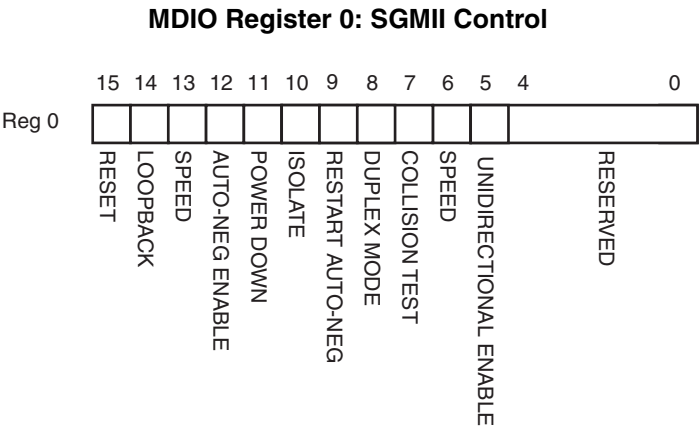 MDIO Register 0: SGMII Control
15 14 13 12 11 10 9 8 7 6 5 4 0
Reg 0
RESET
LOOPBACK
SPEED
AUTO-NEG ENABLE
POWER DOWN
ISOLATE
RESTART AUTO-NEG
DUPLEX MODE
COLLISION TEST
SPEED
UNIDIRECTIONAL ENABLE
RESERVED